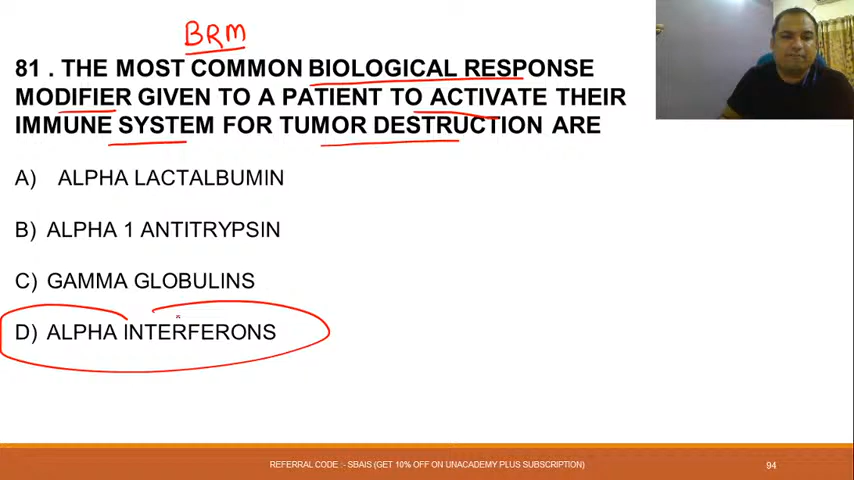 BRM
81 . THE MOST COMMON BIOLOGICAL RESPONSE
MODIFIER GIVEN TO A PATIENT TO ACTIVATE THEIR
IMMUNE SYSTEM FOR TUMOR DESTRUCTION ARE
A) ALPHA LACTALBUMIN
B) ALPHA 1 ANTITRYPSIN
C) GAMMA GLOBULINS
D) ALPHA INTERFERONS
REFERRAL CODE :- SBAIS (GET 10% OFF ON UNACADEMY PLUS SUBSCRIPTION)
94